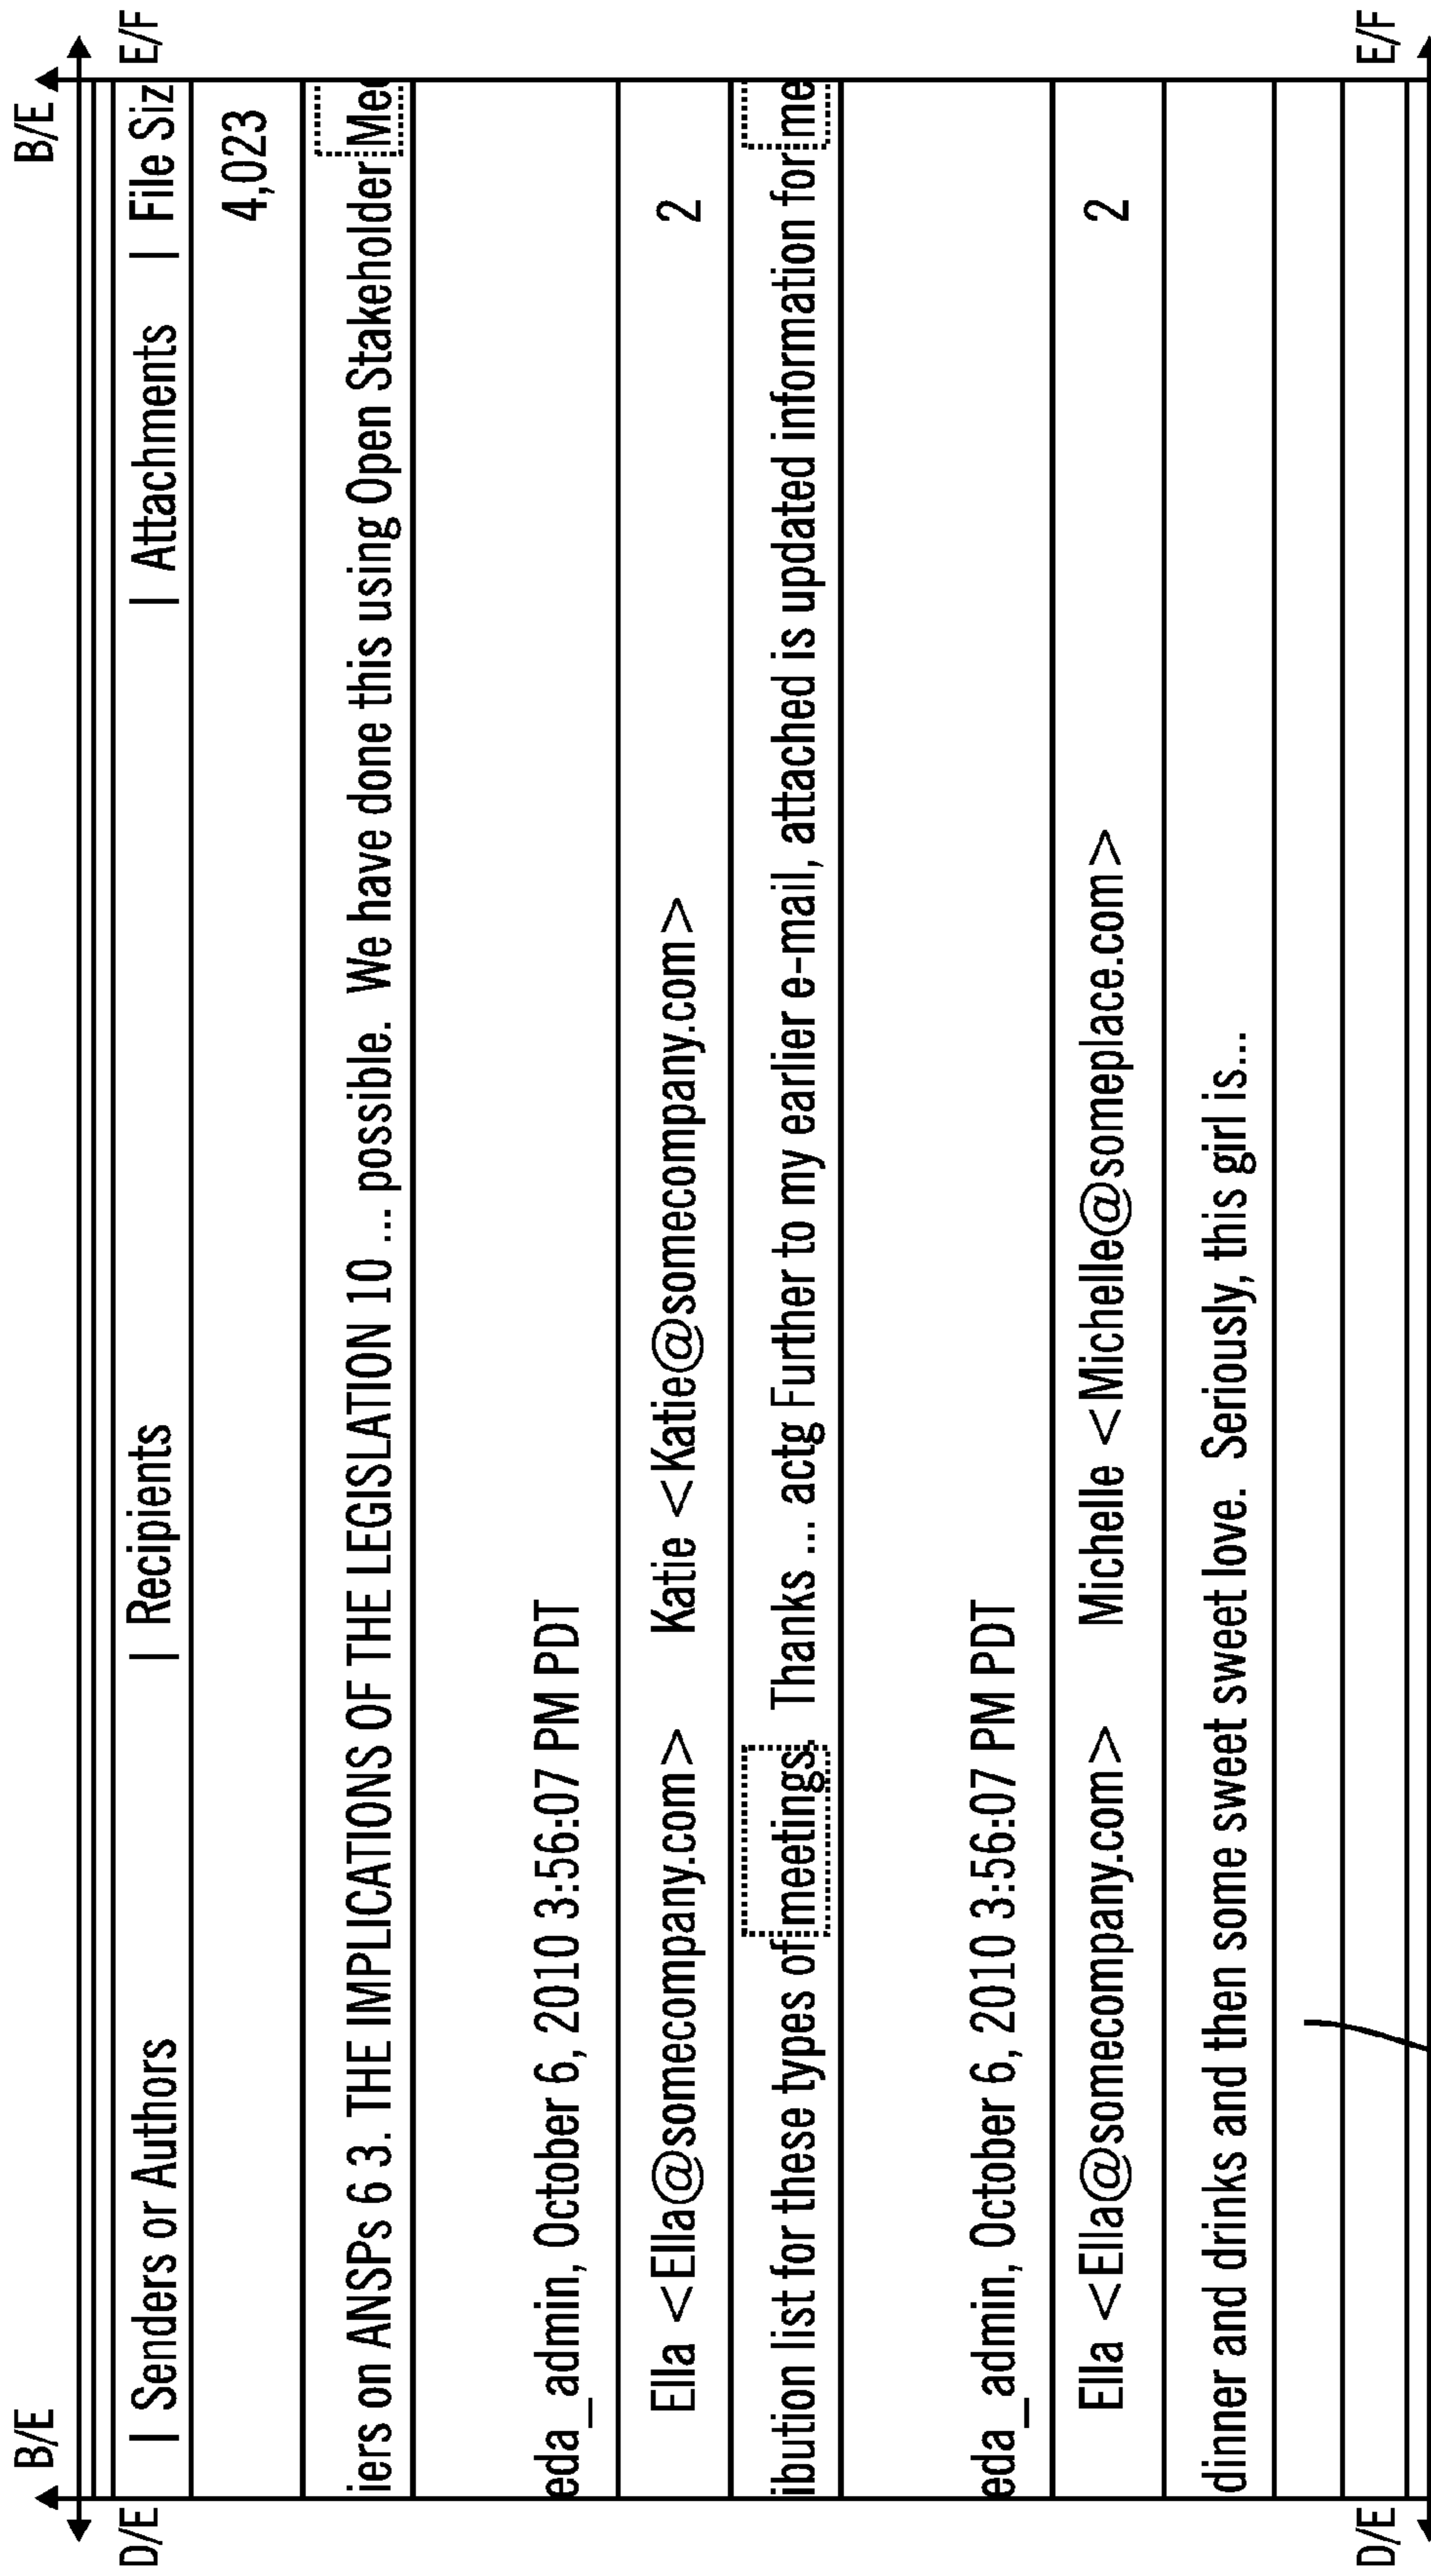 B/E B/E
D/E E/F
| Senders or Authors | Recipients | Attachments | File Siz
4,023
iers on ANSPs 6 3. THE IMPLICATIONS OF THE LEGISLATION 10 ... possible. We have done this using Open Stakeholder Mee
eda_admin, October 6, 2010 3:56:07 PM PDT
Ella <Ella@somecompany.com> Katie <Katie@somecompany.com> 2
ibution list for these types of meetings. Thanks ... actg Further to my earlier e-mail, attached is updated information for me
eda_admin, October 6, 2010 3:56:07 PM PDT
Ella <Ella@somecompany.com> Michelle <Michelle@someplace.com> 2
dinner and drinks and then some sweet sweet love. Seriously, this girl is...
D/E E/F